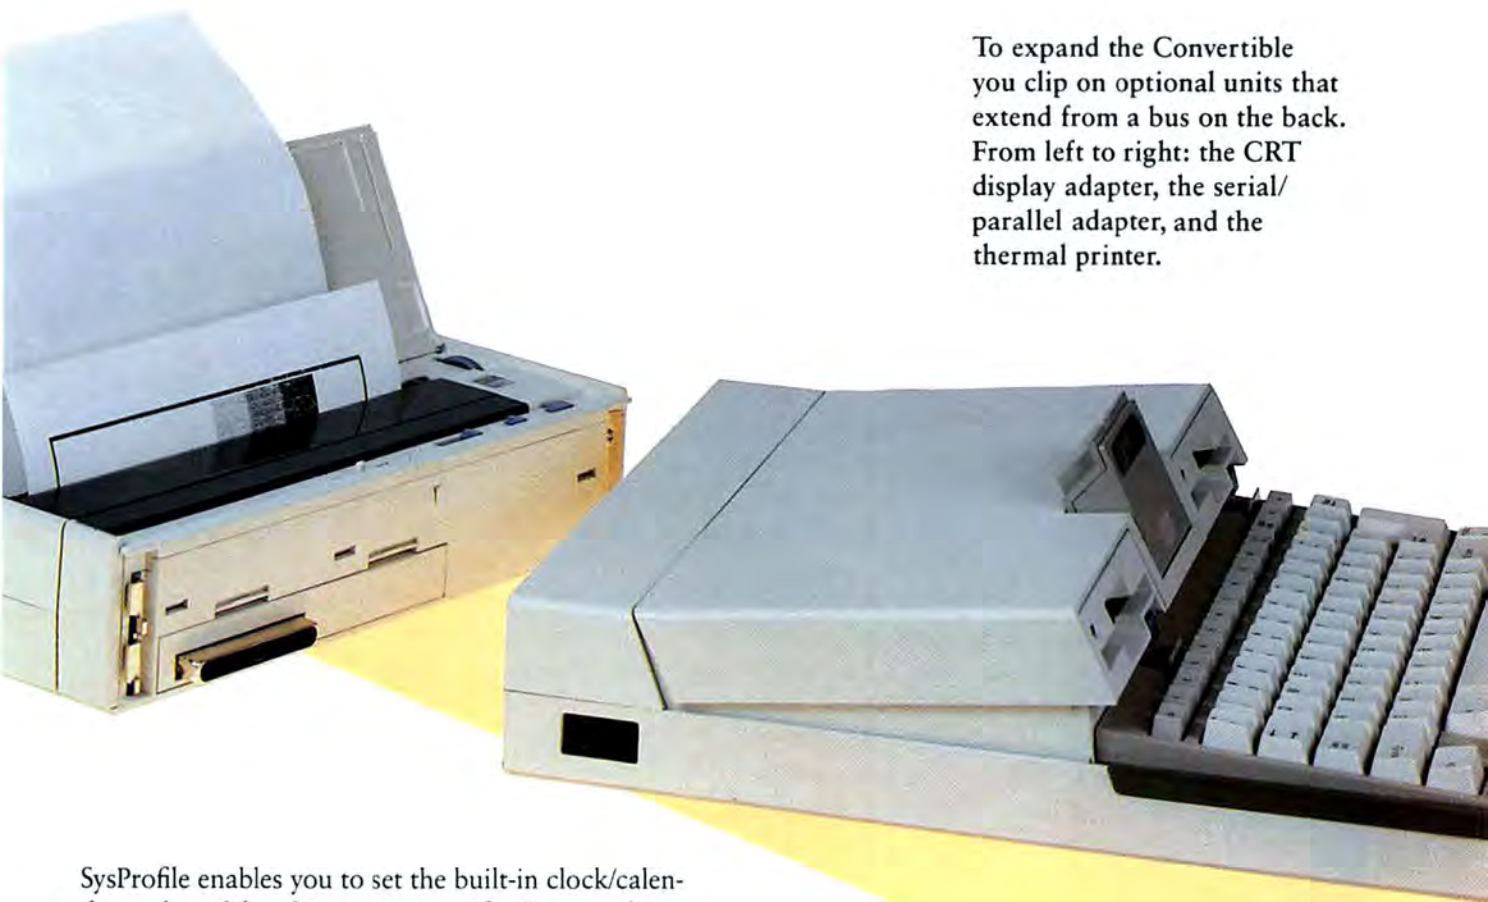 To expand the Convertible
you clip on optional units that
extend from a bus on the back.
From left to right: the CRT
display adapter, the serial/
parallel adapter, and the
thermal printer.
SysProfile enables you to set the built-in clock/calen-